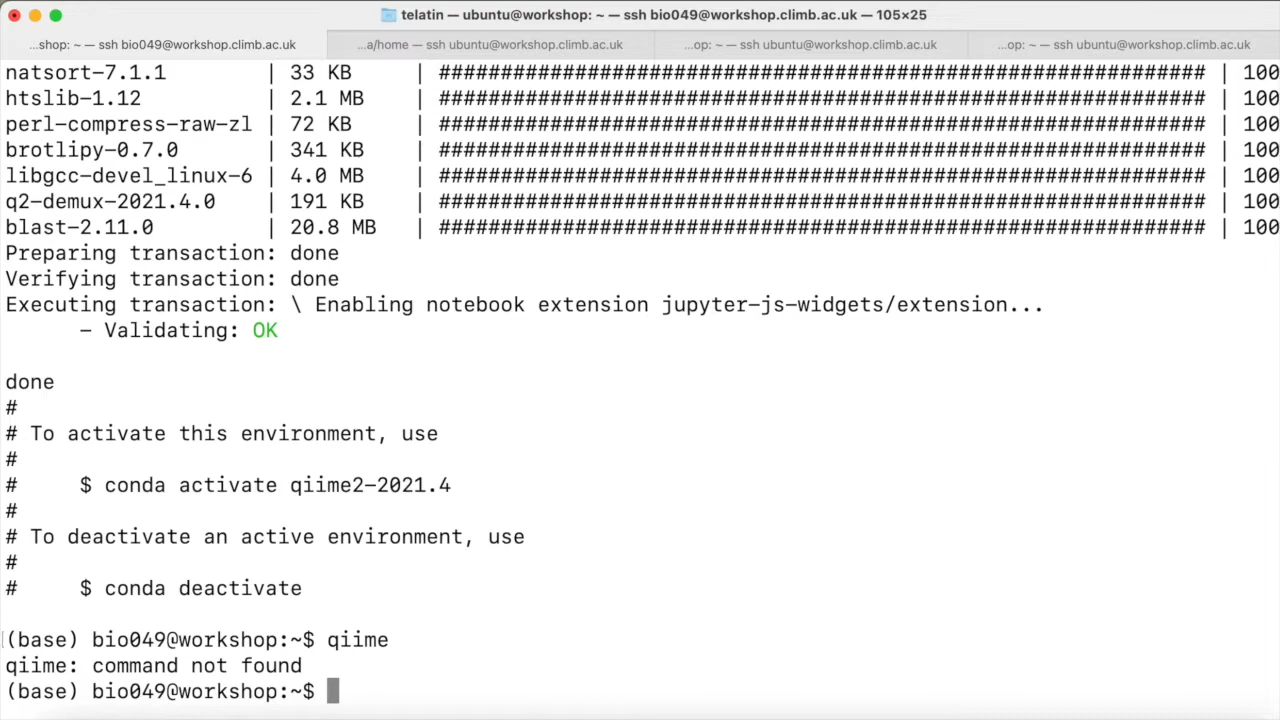 telatin — ubuntu@workshop: ~ — ssh bio049@workshop.climb.ac.uk — 105×25
...shop: ~ — ssh bio049@workshop.climb.ac.uk ...a/home — ssh ubuntu@workshop.climb.ac.uk ...op: ~ — ssh ubuntu@workshop.climb.ac.uk ...op: ~ — ssh ubuntu@workshop.climb.ac.uk
natsort-7.1.1 | 33 KB | ############################################################## | 100
htslib-1.12 | 2.1 MB | ############################################################## | 100
perl-compress-raw-zl | 72 KB | ############################################################## | 100
brotlipy-0.7.0 | 341 KB | ############################################################## | 100
libgcc-devel_linux-6 | 4.0 MB | ############################################################## | 100
q2-demux-2021.4.0 | 191 KB | ############################################################## | 100
blast-2.11.0 | 20.8 MB | ############################################################## | 100
Preparing transaction: done
Verifying transaction: done
Executing transaction: \ Enabling notebook extension jupyter-js-widgets/extension...
- Validating: OK
done
#
# To activate this environment, use
#
# $ conda activate qiime2-2021.4
#
# To deactivate an active environment, use
#
# $ conda deactivate
(base) bio049@workshop:~$ qiime
qiime: command not found
(base) bio049@workshop:~$